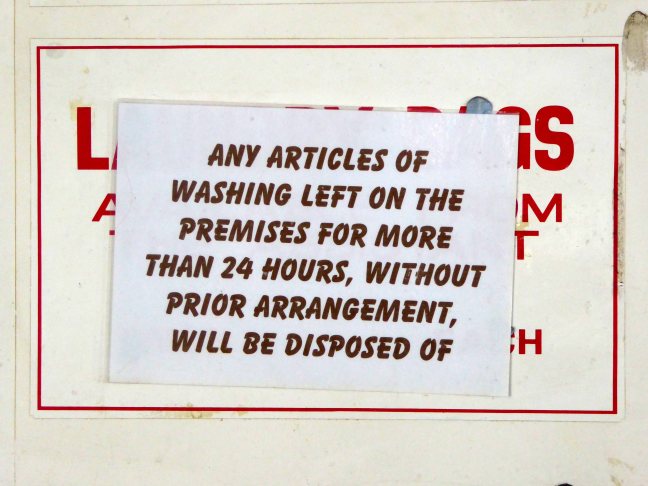 ANY ARTICLES OF
WASHING LEFT ON THE
PREMISES FOR MORE
THAN 24 HOURS, WITHOUT
PRIOR ARRANGEMENT,
WILL BE DISPOSED OF